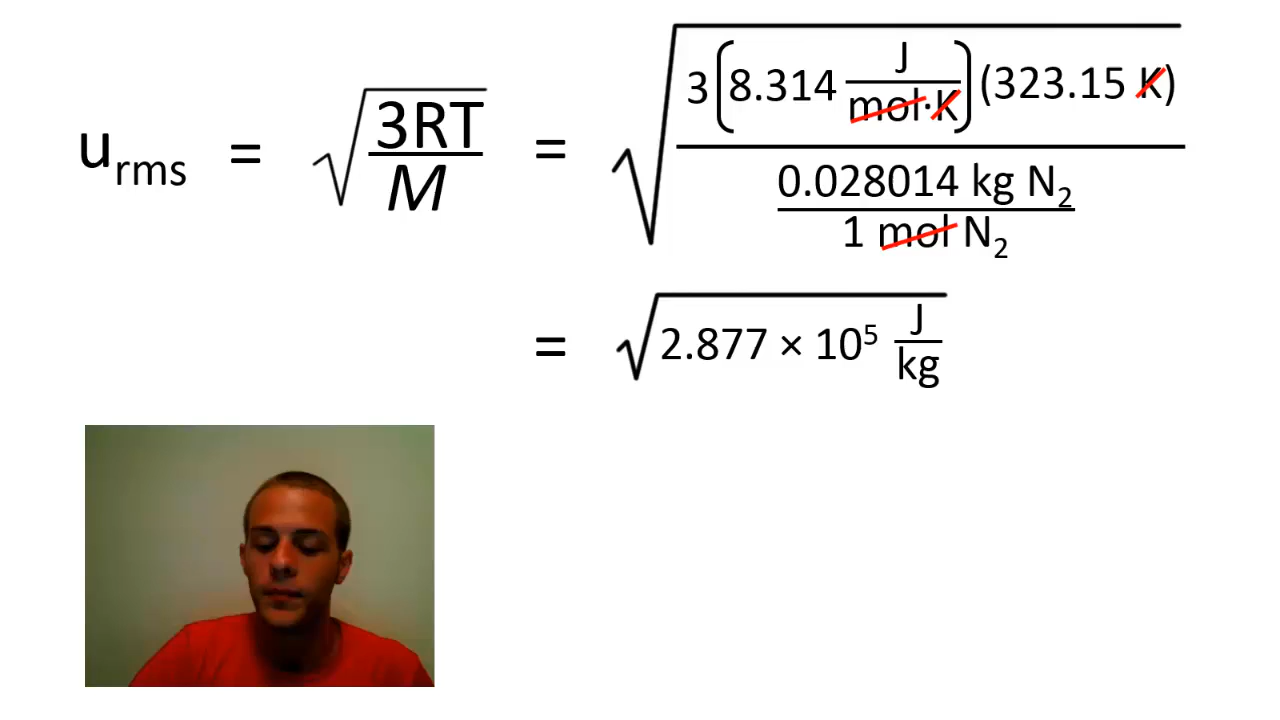 u_rms = √(3RT/M) = √(3(8.314 J/(mol·K))(323.15 K) / (0.028014 kg N₂ / 1 mol N₂))
= √(2.877 × 10⁵ J/kg)